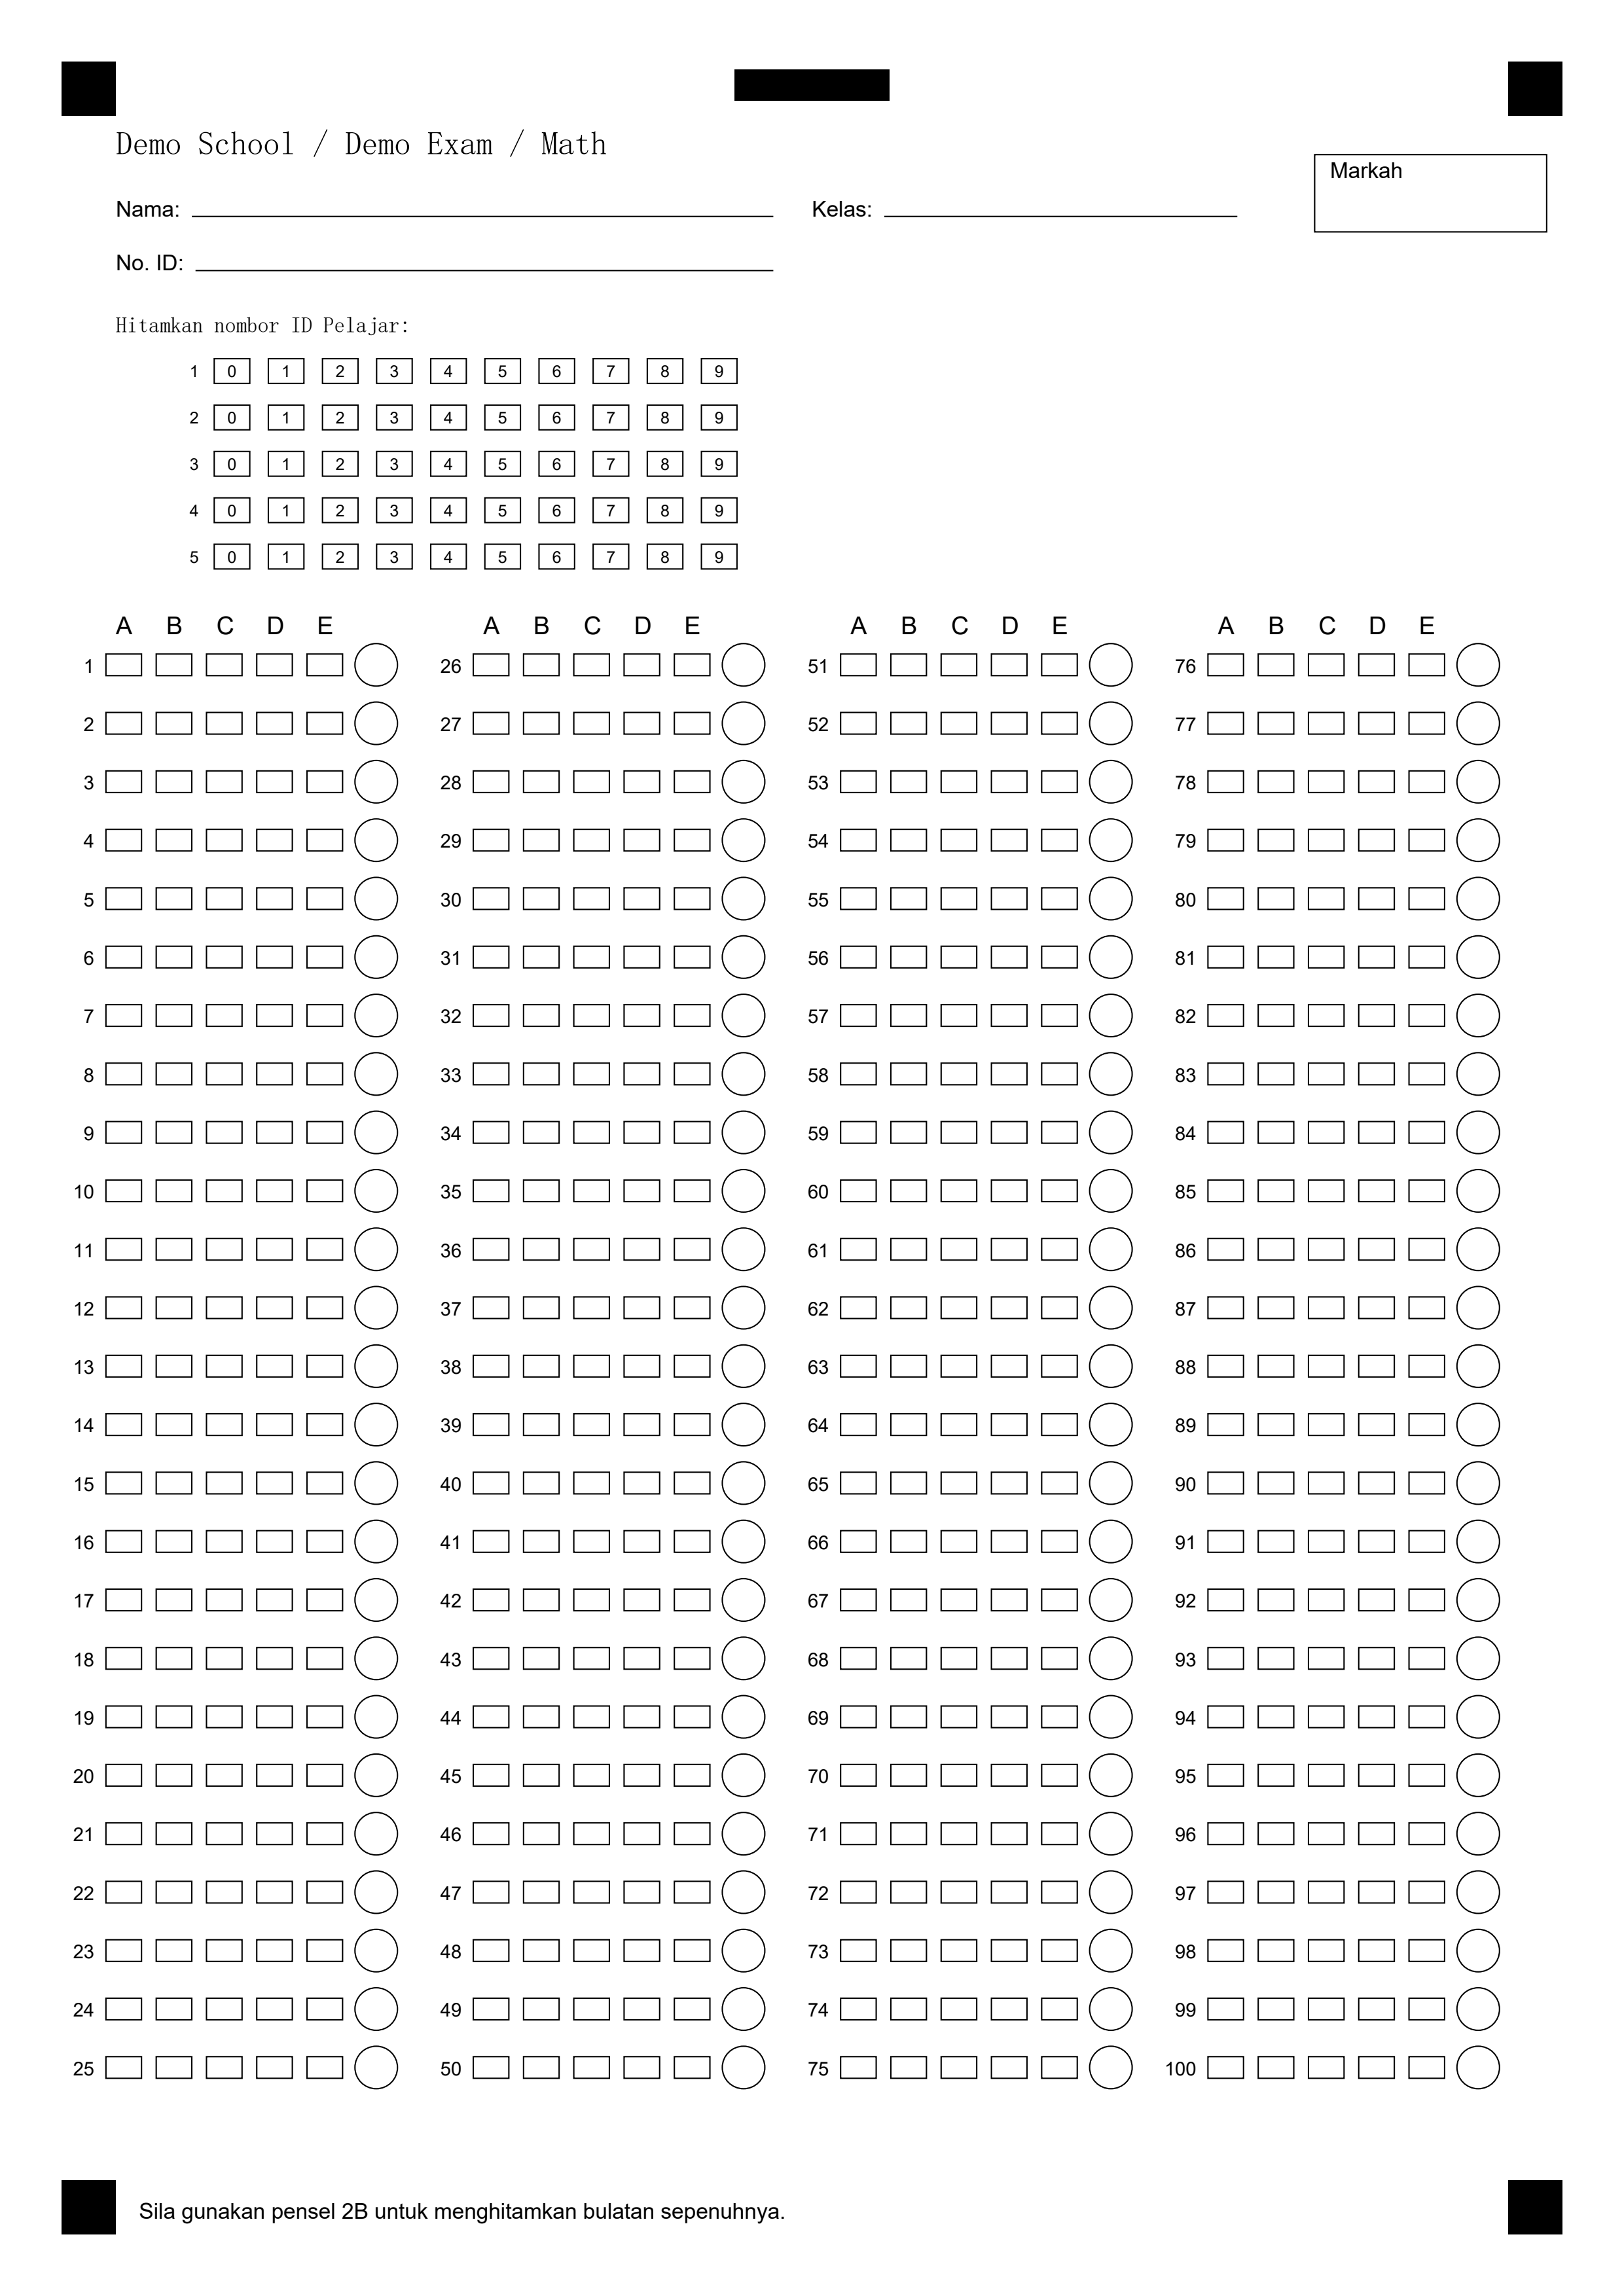 Demo School / Demo Exam / Math
Markah
Nama: Kelas:
No. ID:
Hitamkan nombor ID Pelajar:
1 0 1 2 3 4 5 6 7 8 9
2 0 1 2 3 4 5 6 7 8 9
3 0 1 2 3 4 5 6 7 8 9
4 0 1 2 3 4 5 6 7 8 9
5 0 1 2 3 4 5 6 7 8 9
A B C D E A B C D E A B C D E A B C D E
1 26 51 76
2 27 52 77
3 28 53 78
4 29 54 79
5 30 55 80
6 31 56 81
7 32 57 82
8 33 58 83
9 34 59 84
10 35 60 85
11 36 61 86
12 37 62 87
13 38 63 88
14 39 64 89
15 40 65 90
16 41 66 91
17 42 67 92
18 43 68 93
19 44 69 94
20 45 70 95
21 46 71 96
22 47 72 97
23 48 73 98
24 49 74 99
25 50 75 100
Sila gunakan pensel 2B untuk menghitamkan bulatan sepenuhnya.